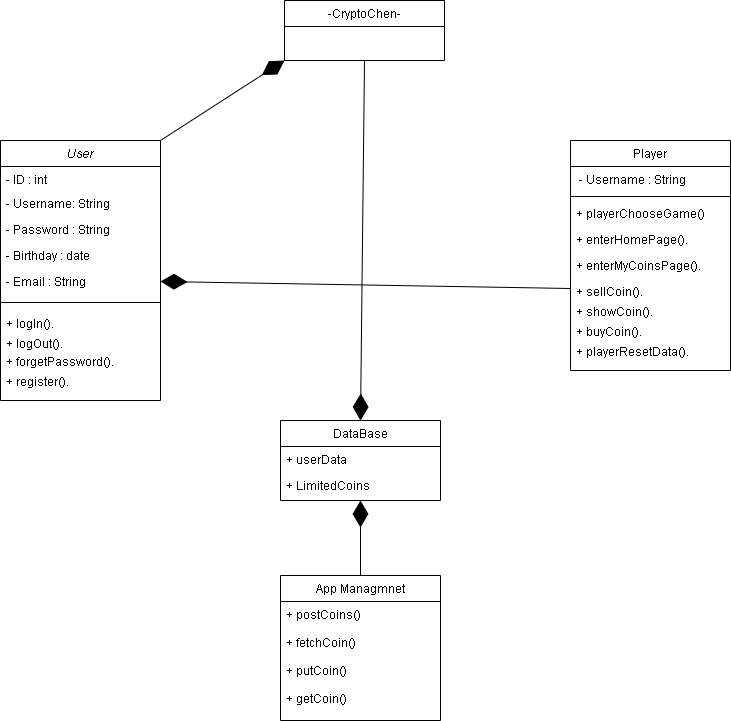 -CryptoChen-
User
- ID : int
- Username: String
- Password : String
- Birthday : date
- Email : String
+ logIn().
+ logOut().
+ forgetPassword().
+ register().
Player
- Username : String
+ playerChooseGame()
+ enterHomePage().
+ enterMyCoinsPage().
+ sellCoin().
+ showCoin().
+ buyCoin().
+ playerResetData().
DataBase
+ userData
+ LimitedCoins
App Managmnet
+ postCoins()
+ fetchCoin()
+ putCoin()
+ getCoin()